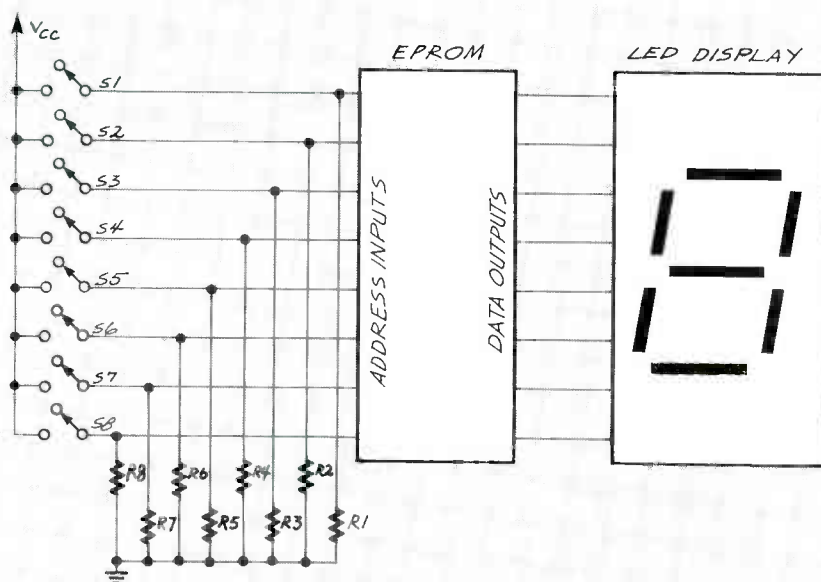 Vcc
EPROM
LED DISPLAY
S1
S2
S3
S4
S5
S6
S7
S8
ADDRESS INPUTS
DATA OUTPUTS
R8
R6
R4
R2
R7
R5
R3
R1